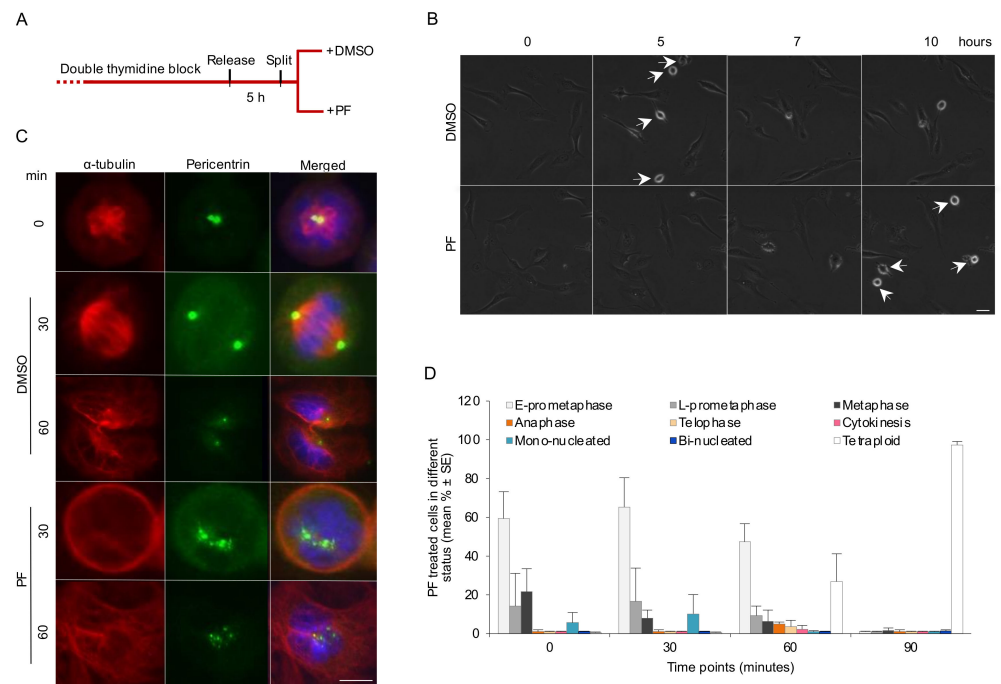 A
Double thymidine block
Release
Split
5 h
+DMSO
+PF
B
0 5 7 10 hours
DMSO
PF
C
α-tubulin Pericentrin Merged
min
0
30
60
DMSO
30
60
PF
D
PF treated cells in different
status (mean % ± SE)
120
100
80
60
40
20
0
E-prometaphase L-prometaphase Metaphase
Anaphase Telophase Cytokinesis
Mono-nucleated Bi-nucleated Tetraploid
0 30 60 90
Time points (minutes)